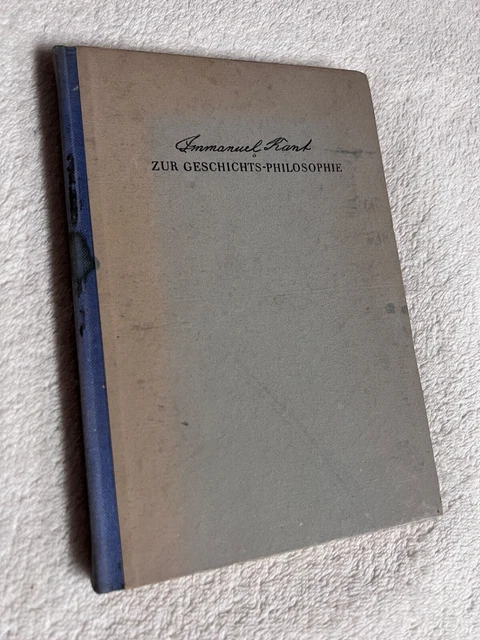 Immanuel Kant
ZUR GESCHICHTS-PHILOSOPHIE